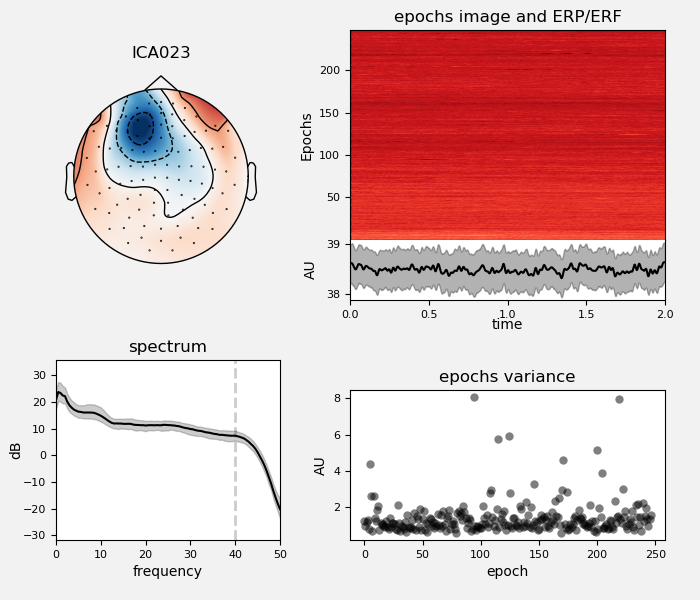 epochs image and ERP/ERF
ICA023
Epochs
200
150
100
50
AU
39
38
0.0 0.5 1.0 1.5 2.0
time
spectrum
dB
30
20
10
0
−10
−20
−30
0 10 20 30 40 50
frequency
epochs variance
AU
8
6
4
2
0 50 100 150 200 250
epoch